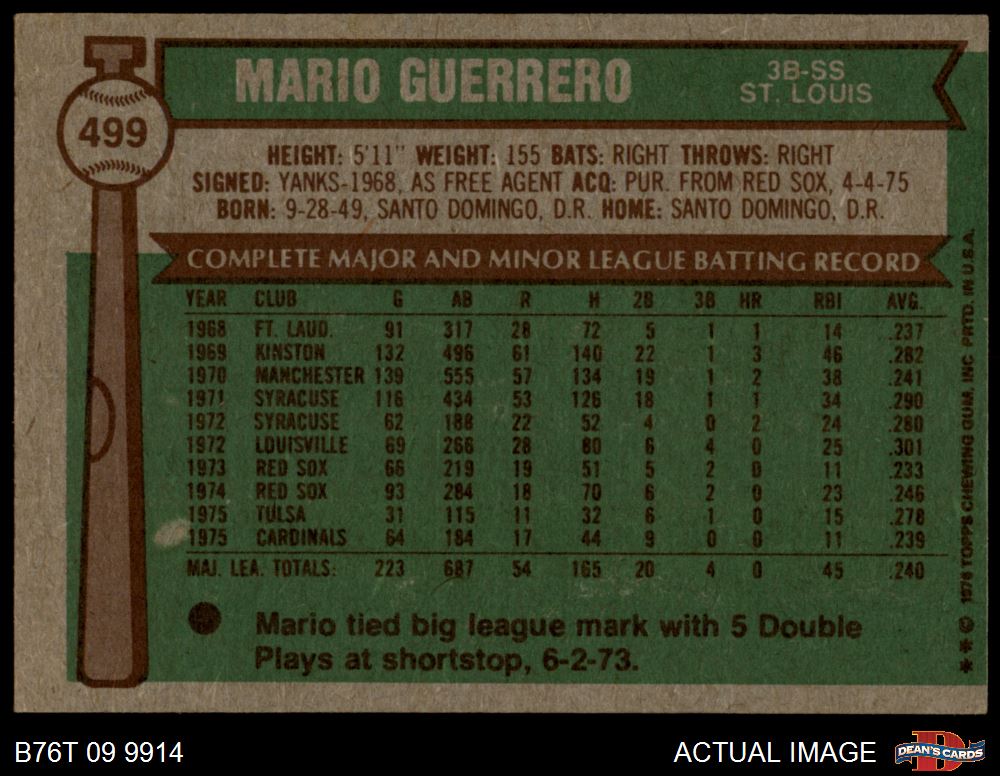 MARIO GUERRERO
3B-SS
ST. LOUIS
499
HEIGHT: 5'11" WEIGHT: 155 BATS: RIGHT THROWS: RIGHT
SIGNED: YANKS-1968, AS FREE AGENT ACQ: PUR. FROM RED SOX, 4-4-75
BORN: 9-28-49, SANTO DOMINGO, D.R. HOME: SANTO DOMINGO, D.R.
COMPLETE MAJOR AND MINOR LEAGUE BATTING RECORD
YEAR CLUB G AB R H 2B 3B HR RBI AVG.
1968 FT. LAUD. 91 317 28 72 5 1 1 14 .237
1969 KINSTON 132 496 61 140 22 1 3 46 .282
1970 MANCHESTER 139 555 57 134 19 1 2 38 .241
1971 SYRACUSE 116 434 53 126 18 1 1 34 .290
1972 SYRACUSE 62 188 22 52 4 0 2 24 .280
1972 LOUISVILLE 69 266 28 80 6 4 0 25 .301
1973 RED SOX 66 219 19 51 5 2 0 11 .233
1974 RED SOX 93 284 18 70 6 2 0 23 .246
1975 TULSA 31 115 11 32 6 1 0 15 .278
1975 CARDINALS 64 184 17 44 9 0 0 11 .239
MAJ. LEA. TOTALS: 223 687 54 165 20 4 0 45 .240
Mario tied big league mark with 5 Double
Plays at shortstop, 6-2-73.
** © 1976 TOPPS CHEWING GUM, INC. PRTD. IN U.S.A.
B76T 09 9914
ACTUAL IMAGE
DEAN'S CARDS